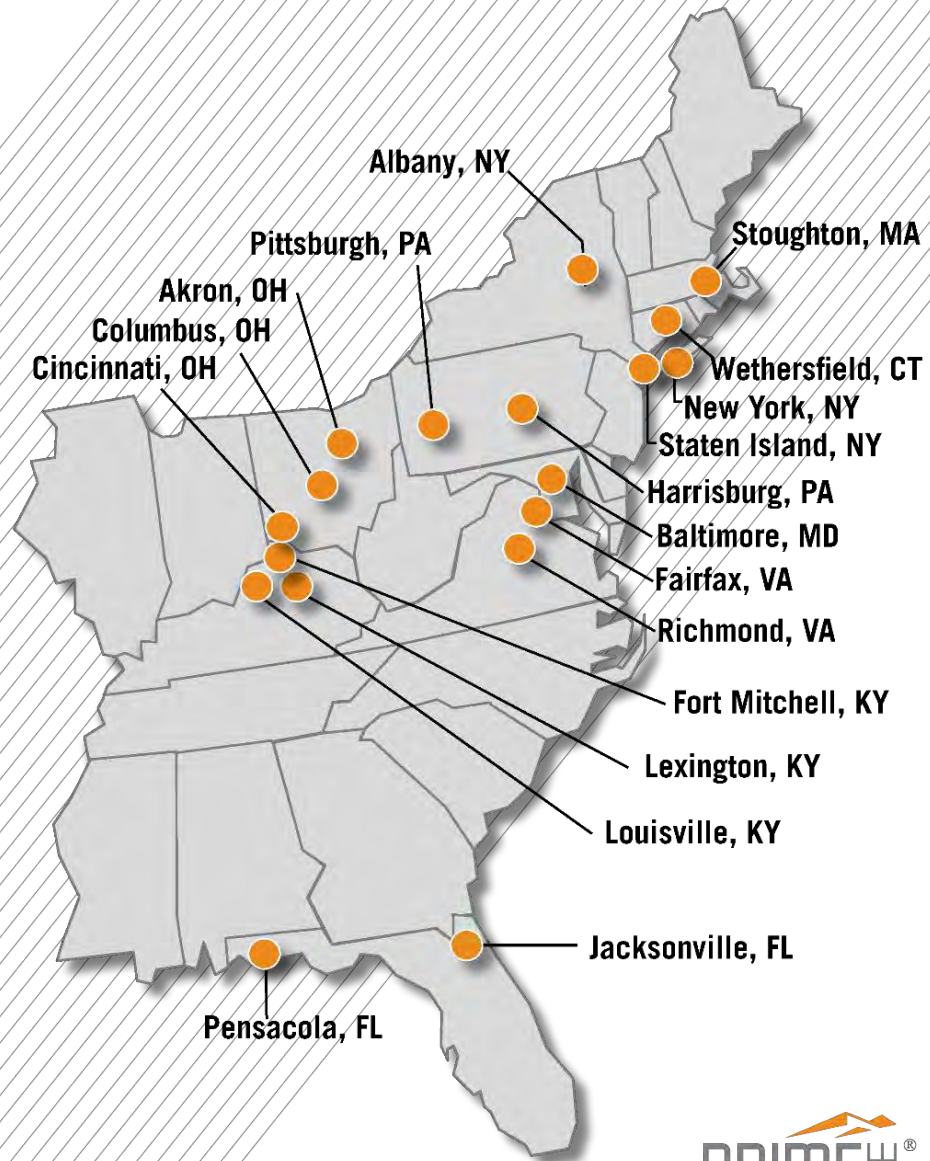 Albany, NY
Stoughton, MA
Pittsburgh, PA
Akron, OH
Columbus, OH
Cincinnati, OH
Wethersfield, CT
New York, NY
Staten Island, NY
Harrisburg, PA
Baltimore, MD
Fairfax, VA
Richmond, VA
Fort Mitchell, KY
Lexington, KY
Louisville, KY
Jacksonville, FL
Pensacola, FL